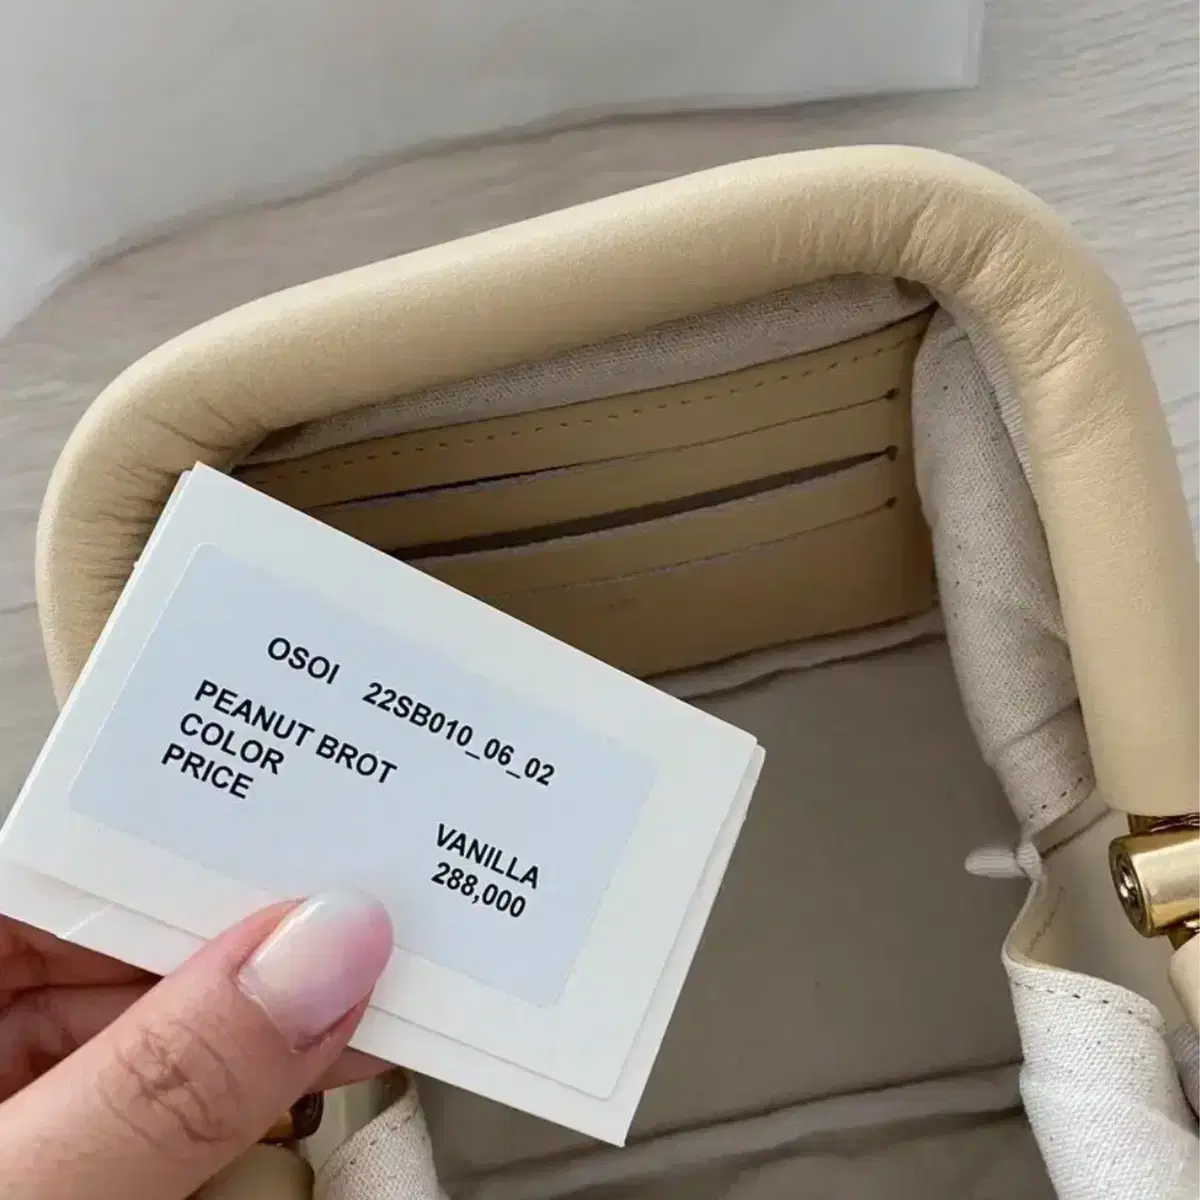 OSOI 22SB010_06_02
PEANUT BROT
COLOR VANILLA
PRICE 288,000